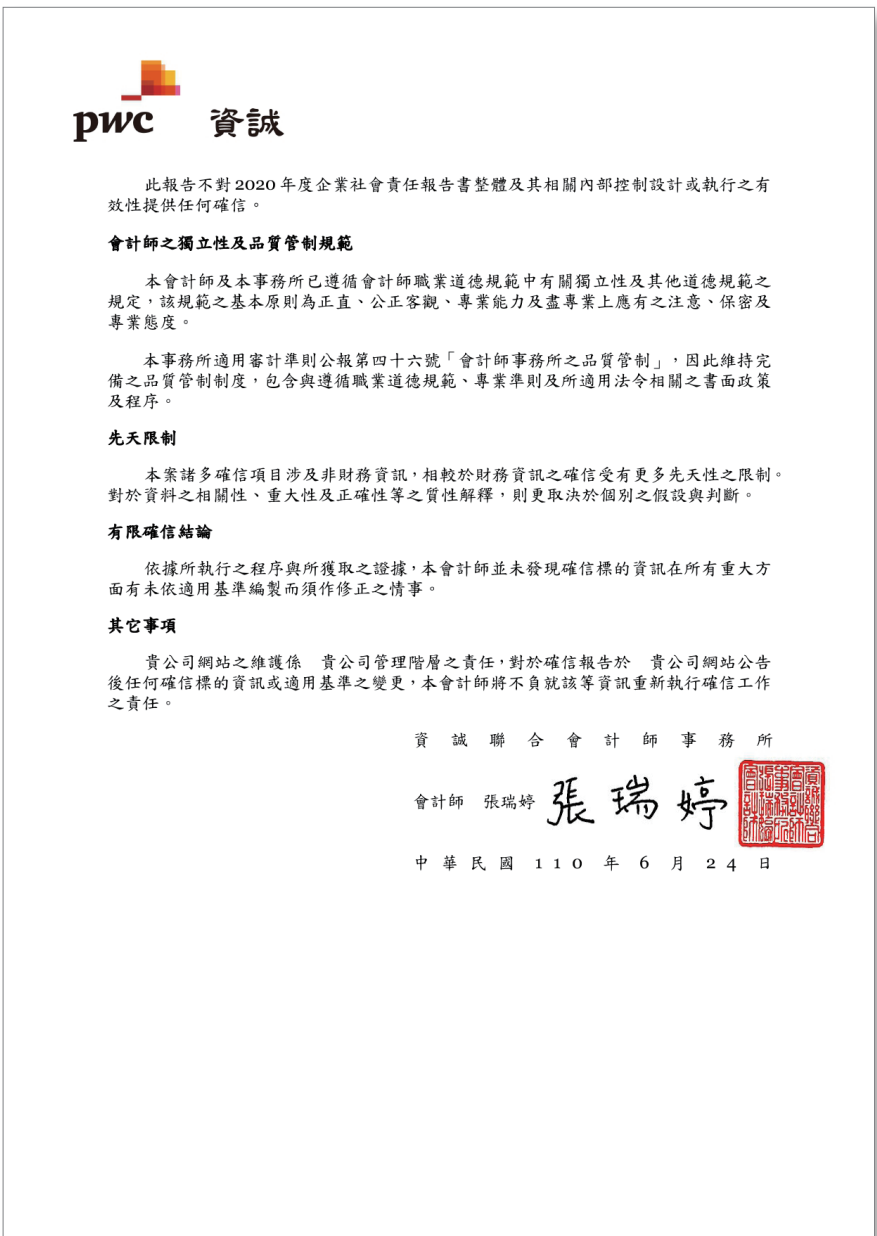 pwc 資誠
此報告不對 2020 年度企業社會責任報告書整體及其相關內部控制設計或執行之有
效性提供任何確信。
會計師之獨立性及品質管制規範
本會計師及本事務所已遵循會計師職業道德規範中有關獨立性及其他道德規範之
規定，該規範之基本原則為正直、公正客觀、專業能力及盡專業上應有之注意、保密及
專業態度。
本事務所適用審計準則公報第四十六號「會計師事務所之品質管制」，因此維持完
備之品質管制制度，包含與遵循職業道德規範、專業準則及所適用法令相關之書面政策
及程序。
先天限制
本案諸多確信項目涉及非財務資訊，相較於財務資訊之確信受有更多先天性之限制。
對於資料之相關性、重大性及正確性等之質性解釋，則更取決於個別之假設與判斷。
有限確信結論
依據所執行之程序與所獲取之證據，本會計師並未發現確信標的資訊在所有重大方
面有未依適用基準編製而須作修正之情事。
其它事項
貴公司網站之維護係　貴公司管理階層之責任，對於確信報告於　貴公司網站公告
後任何確信標的資訊或適用基準之變更，本會計師將不負就該等資訊重新執行確信工作
之責任。
資 誠 聯 合 會 計 師 事 務 所
會計師 張瑞婷 張瑞婷
中 華 民 國 110 年 6 月 24 日